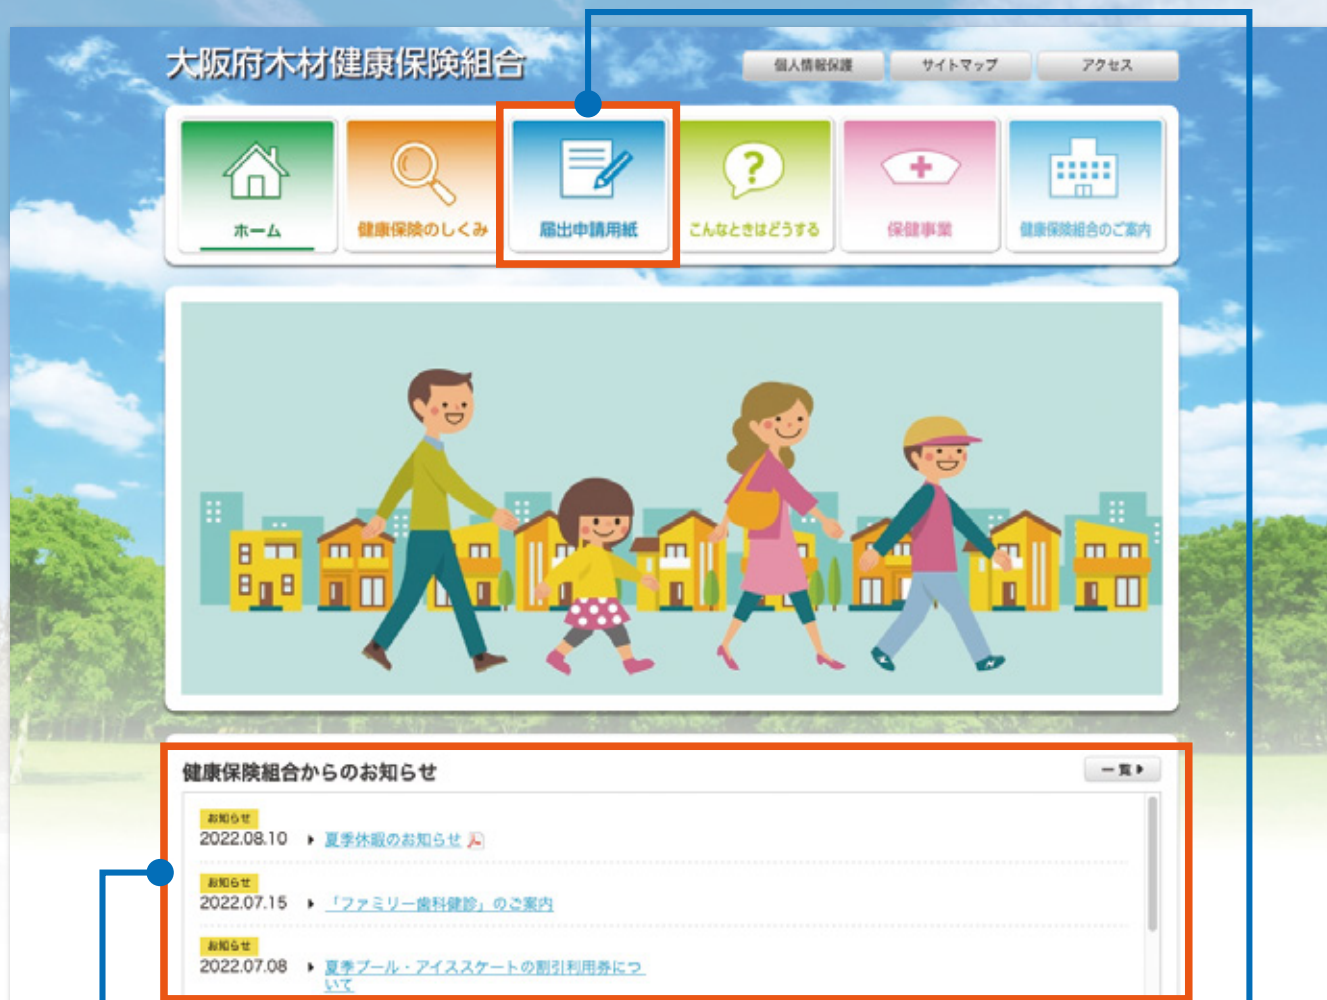 大阪府木材健康保険組合
個人情報保護
サイトマップ
アクセス
ホーム
健康保険のしくみ
届出申請用紙
こんなときはどうする
保健事業
健康保険組合のご案内
健康保険組合からのお知らせ
一覧
お知らせ
2022.08.10
夏季休暇のお知らせ
お知らせ
2022.07.15
「ファミリー歯科健診」のご案内
お知らせ
2022.07.08
夏季プール・アイススケートの割引利用券につ
いて